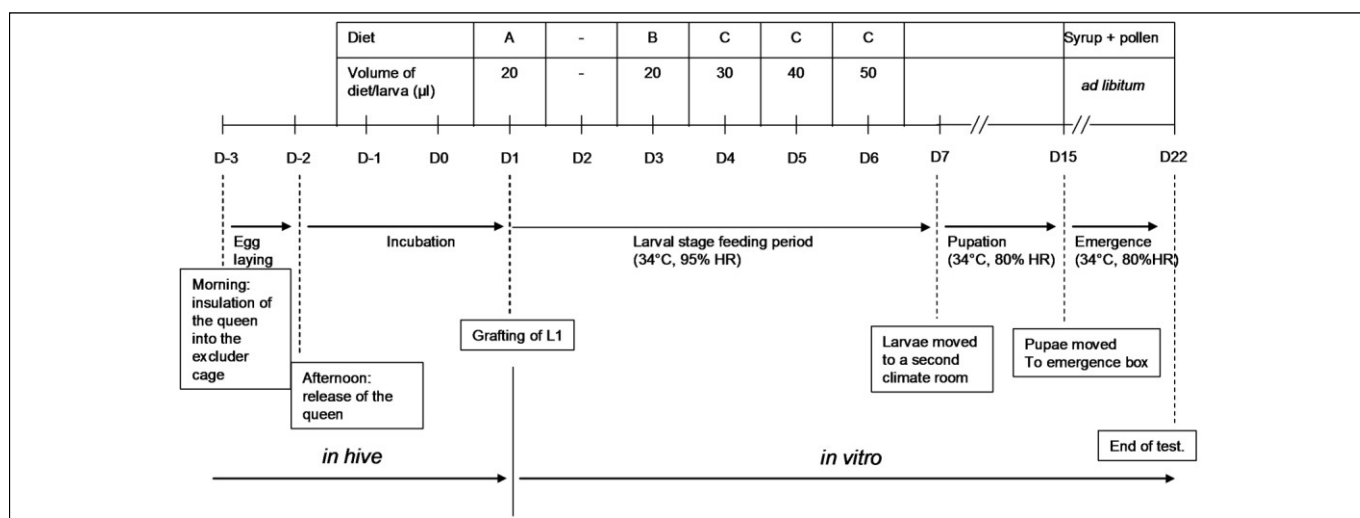 Diet A - B C C C Syrup + pollen
Volume of
diet/larva (µl) 20 - 20 30 40 50 ad libitum
D-3 D-2 D-1 D0 D1 D2 D3 D4 D5 D6 D7 D15 D22
Egg
laying
Incubation
Larval stage feeding period
(34°C, 95% HR)
Pupation
(34°C, 80% HR)
Emergence
(34°C, 80%HR)
Morning:
insulation of
the queen
into the
excluder
cage
Afternoon:
release of the
queen
Grafting of L1
Larvae moved
to a second
climate room
Pupae moved
To emergence box
End of test.
in hive
in vitro